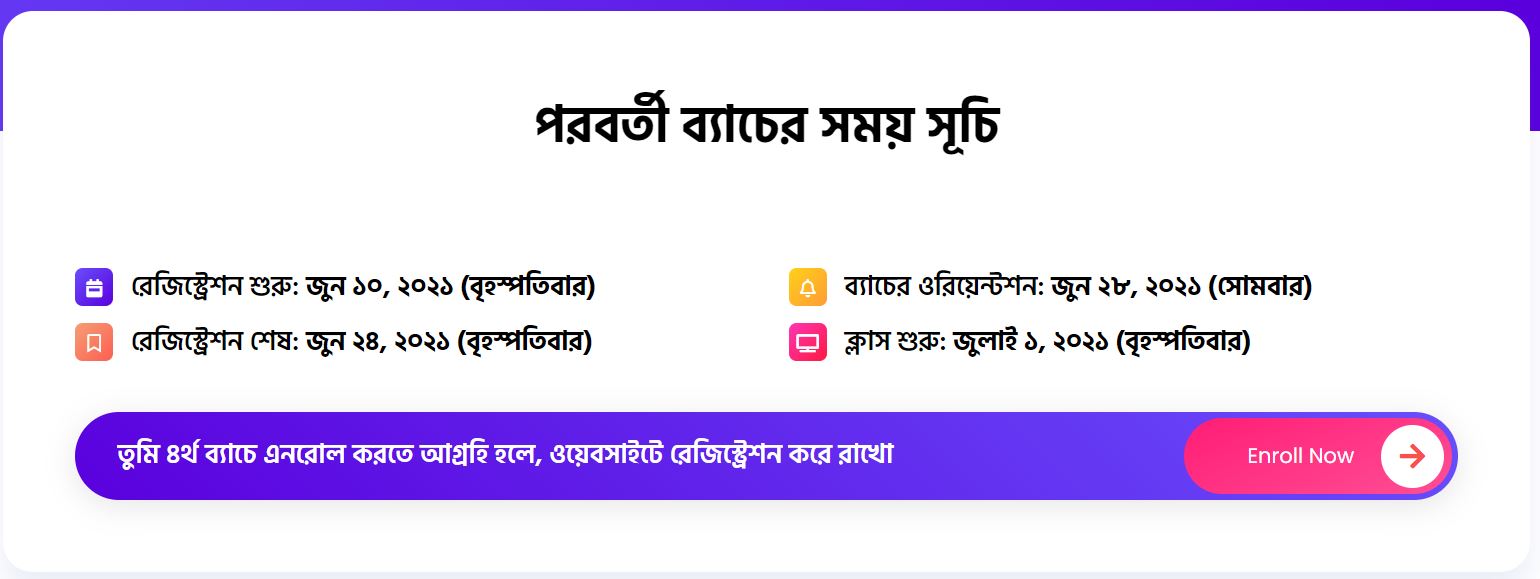 পরবর্তী ব্যাচের সময় সূচি
রেজিস্ট্রেশন শুরু: জুন ১০, ২০২১ (বৃহস্পতিবার)
ব্যাচের ওরিয়েন্টশন: জুন ২৮, ২০২১ (সোমবার)
রেজিস্ট্রেশন শেষ: জুন ২৪, ২০২১ (বৃহস্পতিবার)
ক্লাস শুরু: জুলাই ১, ২০২১ (বৃহস্পতিবার)
তুমি ৪র্থ ব্যাচে এনরোল করতে আগ্রহি হলে, ওয়েবসাইটে রেজিস্ট্রেশন করে রাখো
Enroll Now